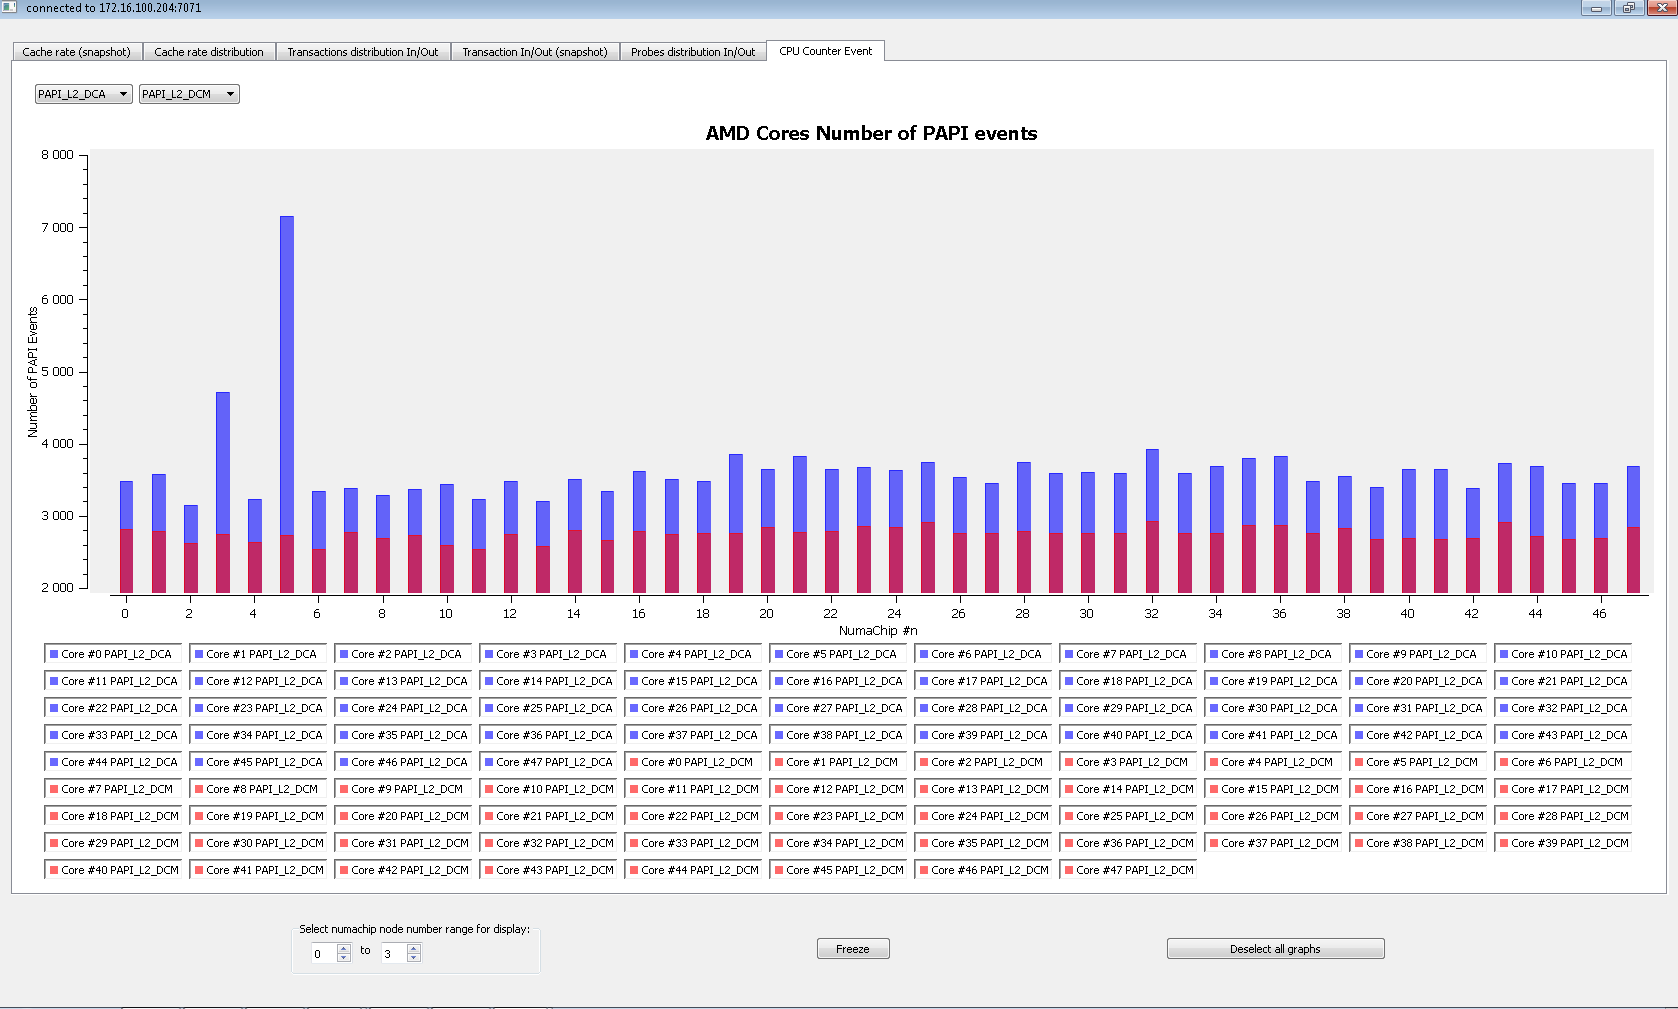 connected to 172.16.100.204:7071
Cache rate (snapshot) Cache rate distribution Transactions distribution In/Out Transaction In/Out (snapshot) Probes distribution In/Out CPU Counter Event
PAPI_L2_DCA PAPI_L2_DCM
AMD Cores Number of PAPI events
Number of PAPI Events
8 000
7 000
6 000
5 000
4 000
3 000
2 000
0 2 4 6 8 10 12 14 16 18 20 22 24 26 28 30 32 34 36 38 40 42 44 46
NumaChip #n
Core #0 PAPI_L2_DCA Core #1 PAPI_L2_DCA Core #2 PAPI_L2_DCA Core #3 PAPI_L2_DCA Core #4 PAPI_L2_DCA Core #5 PAPI_L2_DCA Core #6 PAPI_L2_DCA Core #7 PAPI_L2_DCA Core #8 PAPI_L2_DCA Core #9 PAPI_L2_DCA Core #10 PAPI_L2_DCA
Core #11 PAPI_L2_DCA Core #12 PAPI_L2_DCA Core #13 PAPI_L2_DCA Core #14 PAPI_L2_DCA Core #15 PAPI_L2_DCA Core #16 PAPI_L2_DCA Core #17 PAPI_L2_DCA Core #18 PAPI_L2_DCA Core #19 PAPI_L2_DCA Core #20 PAPI_L2_DCA Core #21 PAPI_L2_DCA
Core #22 PAPI_L2_DCA Core #23 PAPI_L2_DCA Core #24 PAPI_L2_DCA Core #25 PAPI_L2_DCA Core #26 PAPI_L2_DCA Core #27 PAPI_L2_DCA Core #28 PAPI_L2_DCA Core #29 PAPI_L2_DCA Core #30 PAPI_L2_DCA Core #31 PAPI_L2_DCA Core #32 PAPI_L2_DCA
Core #33 PAPI_L2_DCA Core #34 PAPI_L2_DCA Core #35 PAPI_L2_DCA Core #36 PAPI_L2_DCA Core #37 PAPI_L2_DCA Core #38 PAPI_L2_DCA Core #39 PAPI_L2_DCA Core #40 PAPI_L2_DCA Core #41 PAPI_L2_DCA Core #42 PAPI_L2_DCA Core #43 PAPI_L2_DCA
Core #44 PAPI_L2_DCA Core #45 PAPI_L2_DCA Core #46 PAPI_L2_DCA Core #47 PAPI_L2_DCA Core #0 PAPI_L2_DCM Core #1 PAPI_L2_DCM Core #2 PAPI_L2_DCM Core #3 PAPI_L2_DCM Core #4 PAPI_L2_DCM Core #5 PAPI_L2_DCM Core #6 PAPI_L2_DCM
Core #7 PAPI_L2_DCM Core #8 PAPI_L2_DCM Core #9 PAPI_L2_DCM Core #10 PAPI_L2_DCM Core #11 PAPI_L2_DCM Core #12 PAPI_L2_DCM Core #13 PAPI_L2_DCM Core #14 PAPI_L2_DCM Core #15 PAPI_L2_DCM Core #16 PAPI_L2_DCM Core #17 PAPI_L2_DCM
Core #18 PAPI_L2_DCM Core #19 PAPI_L2_DCM Core #20 PAPI_L2_DCM Core #21 PAPI_L2_DCM Core #22 PAPI_L2_DCM Core #23 PAPI_L2_DCM Core #24 PAPI_L2_DCM Core #25 PAPI_L2_DCM Core #26 PAPI_L2_DCM Core #27 PAPI_L2_DCM Core #28 PAPI_L2_DCM
Core #29 PAPI_L2_DCM Core #30 PAPI_L2_DCM Core #31 PAPI_L2_DCM Core #32 PAPI_L2_DCM Core #33 PAPI_L2_DCM Core #34 PAPI_L2_DCM Core #35 PAPI_L2_DCM Core #36 PAPI_L2_DCM Core #37 PAPI_L2_DCM Core #38 PAPI_L2_DCM Core #39 PAPI_L2_DCM
Core #40 PAPI_L2_DCM Core #41 PAPI_L2_DCM Core #42 PAPI_L2_DCM Core #43 PAPI_L2_DCM Core #44 PAPI_L2_DCM Core #45 PAPI_L2_DCM Core #46 PAPI_L2_DCM Core #47 PAPI_L2_DCM
Select numachip node number range for display:
0 to 3
Freeze
Deselect all graphs